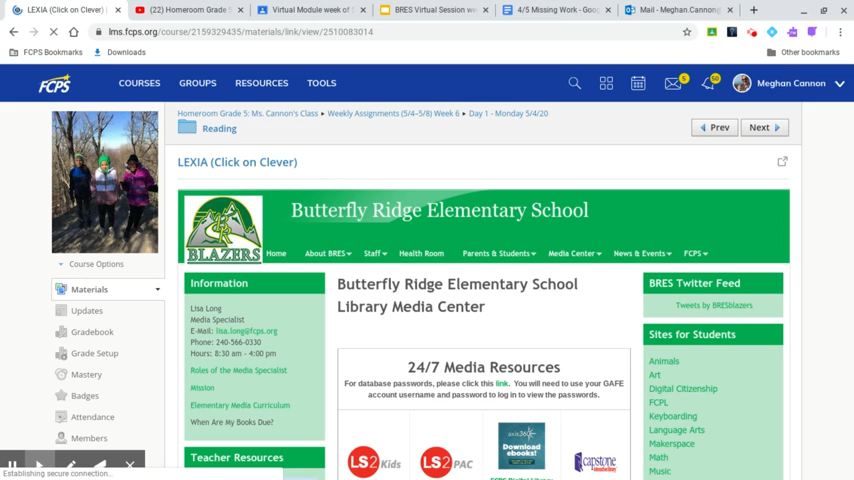 LEXIA (Click on Clever)
(22) Homeroom Grade 5
Virtual Module week of 5
BRES Virtual Session we
4/5 Missing Work - Goog
Mail - Meghan.Cannon@
lms.fcps.org/course/2159329435/materials/link/view/2510083014
FCPS Bookmarks
Downloads
Other bookmarks
FCPS
COURSES
GROUPS
RESOURCES
TOOLS
Meghan Cannon
Homeroom Grade 5: Ms. Cannon's Class
Weekly Assignments (5/4-5/8) Week 6
Day 1 - Monday 5/4/20
Reading
Prev
Next
LEXIA (Click on Clever)
Course Options
Materials
Updates
Gradebook
Grade Setup
Mastery
Badges
Attendance
Members
Butterfly Ridge Elementary School
BLAZERS
Home
About BRES
Staff
Health Room
Parents & Students
Media Center
News & Events
FCPS
Information
Lisa Long
Media Specialist
E-Mail: lisa.long@fcps.org
Phone: 240-566-0330
Hours: 8:30 am - 4:00 pm
Roles of the Media Specialist
Mission
Elementary Media Curriculum
When Are My Books Due?
Teacher Resources
Butterfly Ridge Elementary School
Library Media Center
24/7 Media Resources
For database passwords, please click this link. You will need to use your GAFE
account username and password to log in to view the passwords.
LS2 Kids
LS2 PAC
axis360
Download
ebooks!
FCPS Digital Library
capstone
BRES Twitter Feed
Tweets by BRESblazers
Sites for Students
Animals
Art
Digital Citizenship
FCPL
Keyboarding
Language Arts
Makerspace
Math
Music
Establishing secure connection...